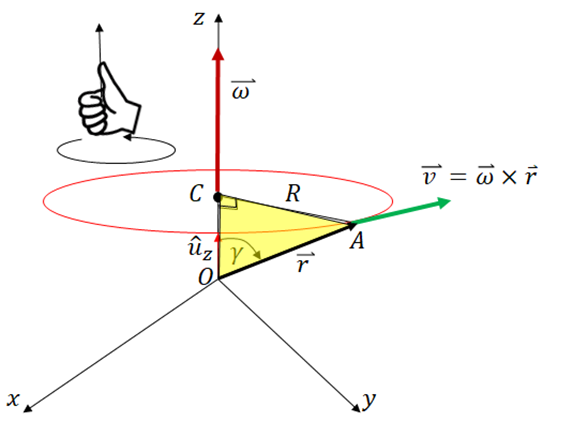 z
ω⃗
v⃗ = ω⃗ × r⃗
C
R
A
û_z
γ
r⃗
O
x
y